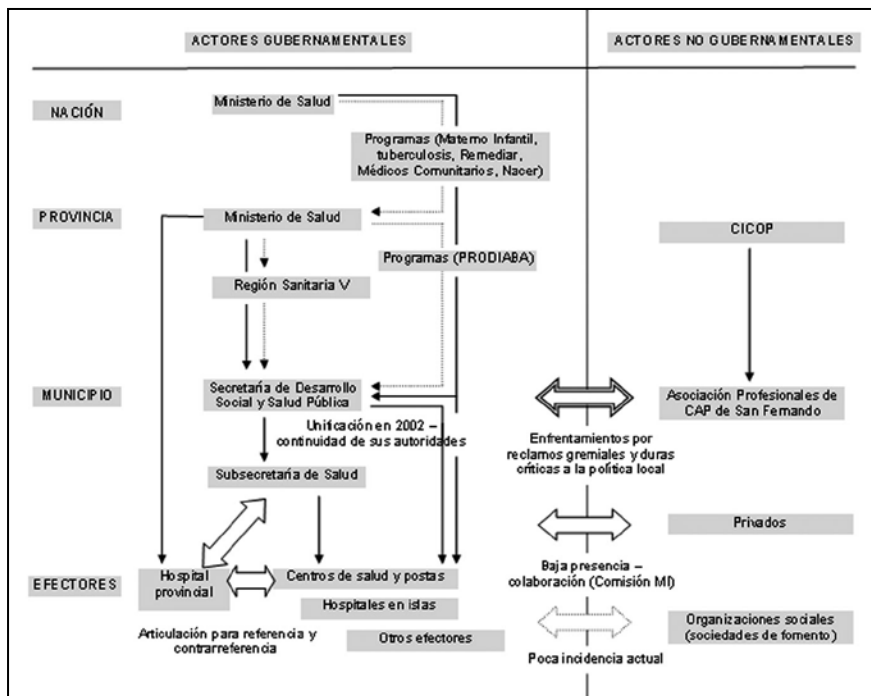 ACTORES GUBERNAMENTALES
ACTORES NO GUBERNAMENTALES
NACIÓN
Ministerio de Salud
Programas (Materno Infantil,
tuberculosis, Remediar,
Médicos Comunitarios, Nacer)
PROVINCIA
Ministerio de Salud
Programas (PRODIABA)
CICOP
Región Sanitaria V
MUNICIPIO
Secretaría de Desarrollo
Social y Salud Pública
Asociación Profesionales de
CAP de San Fernando
Unificación en 2002 –
continuidad de sus autoridades
Enfrentamientos por
reclamos gremiales y duras
críticas a la política local
Subsecretaría de Salud
Privados
Baja presencia –
colaboración (Comisión MI)
EFECTORES
Hospital
provincial
Centros de salud y postas
Hospitales en islas
Otros efectores
Articulación para referencia y
contrarreferencia
Organizaciones sociales
(sociedades de fomento)
Poca incidencia actual